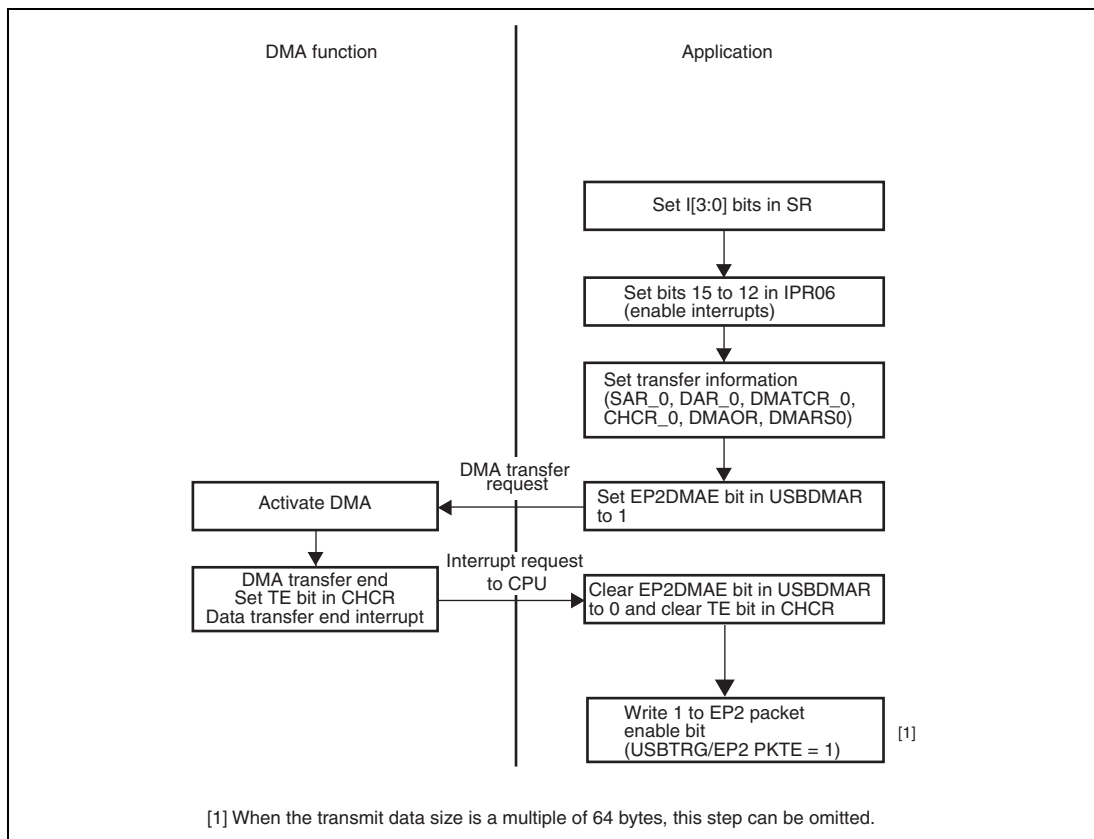 DMA function
Application
Set I[3:0] bits in SR
Set bits 15 to 12 in IPR06
(enable interrupts)
Set transfer information
(SAR_0, DAR_0, DMATCR_0,
CHCR_0, DMAOR, DMARS0)
DMA transfer
request
Set EP2DMAE bit in USBDMAR
to 1
Activate DMA
DMA transfer end
Set TE bit in CHCR
Data transfer end interrupt
Interrupt request
to CPU
Clear EP2DMAE bit in USBDMAR
to 0 and clear TE bit in CHCR
Write 1 to EP2 packet
enable bit
(USBTRG/EP2 PKTE = 1)
[1]
[1] When the transmit data size is a multiple of 64 bytes, this step can be omitted.